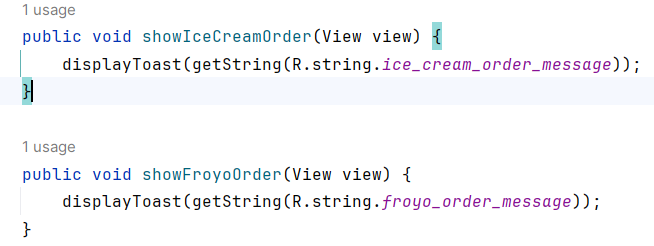 1 usage
public void showIceCreamOrder(View view) {
    displayToast(getString(R.string.ice_cream_order_message));
}
1 usage
public void showFroyoOrder(View view) {
    displayToast(getString(R.string.froyo_order_message));
}